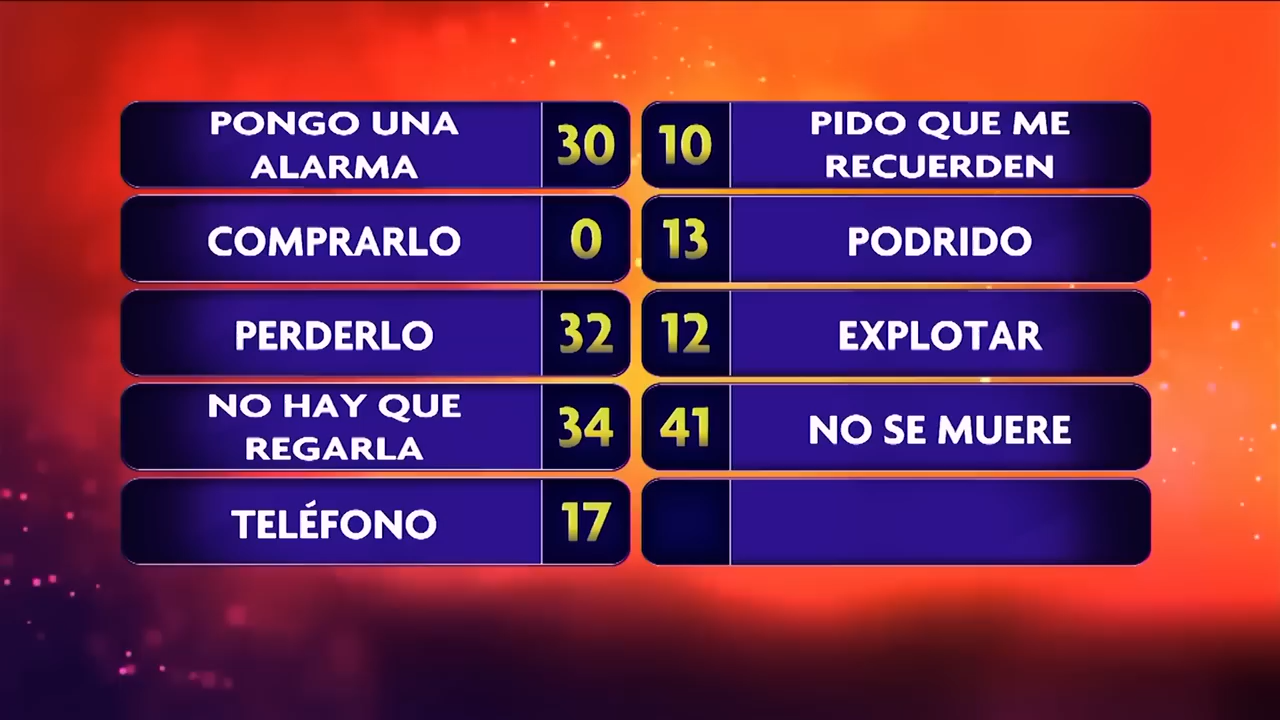 PONGO UNA
ALARMA
30
10
PIDO QUE ME
RECUERDEN
COMPRARLO
0
13
PODRIDO
PERDERLO
32
12
EXPLOTAR
NO HAY QUE
REGARLA
34
41
NO SE MUERE
TELÉFONO
17